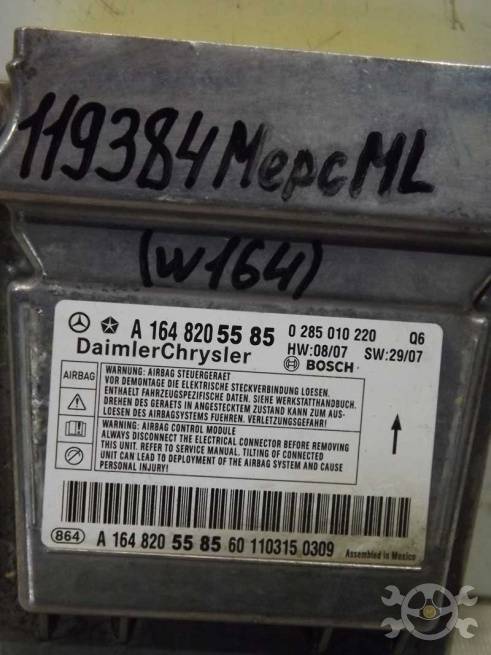 119384 Мерс ML
(W164)
A 164 820 55 85 0 285 010 220 Q6
DaimlerChrysler HW:08/07 SW:29/07
BOSCH
AIRBAG
WARNUNG: AIRBAG STEUERGERAET
VOR DEMONTAGE DIE ELEKTRISCHE STECKVERBINDUNG LOESEN.
ENTHAELT FAHRZEUGSPEZIFISCHE DATEN. SIEHE WERKSTATTHANDBUCH.
DREHEN DES GERAETS IN ANGESTECKTEM ZUSTAND KANN ZUM AUS-
LOESEN DES AIRBAGSYSTEMS FUEHREN. VERLETZUNGSGEFAHR!
WARNING: AIRBAG CONTROL MODULE
ALWAYS DISCONNECT THE ELECTRICAL CONNECTOR BEFORE MOUNTING
UNIT. REFER TO SERVICE MANUAL. TILTING OF CONNECTED
UNIT CAN LEAD TO DEPLOYMENT OF THE AIRBAG SYSTEM AND CAUSE
PERSONAL INJURY!
864 A 164 820 55 85 60 110315 0309 Assembled in Mexico